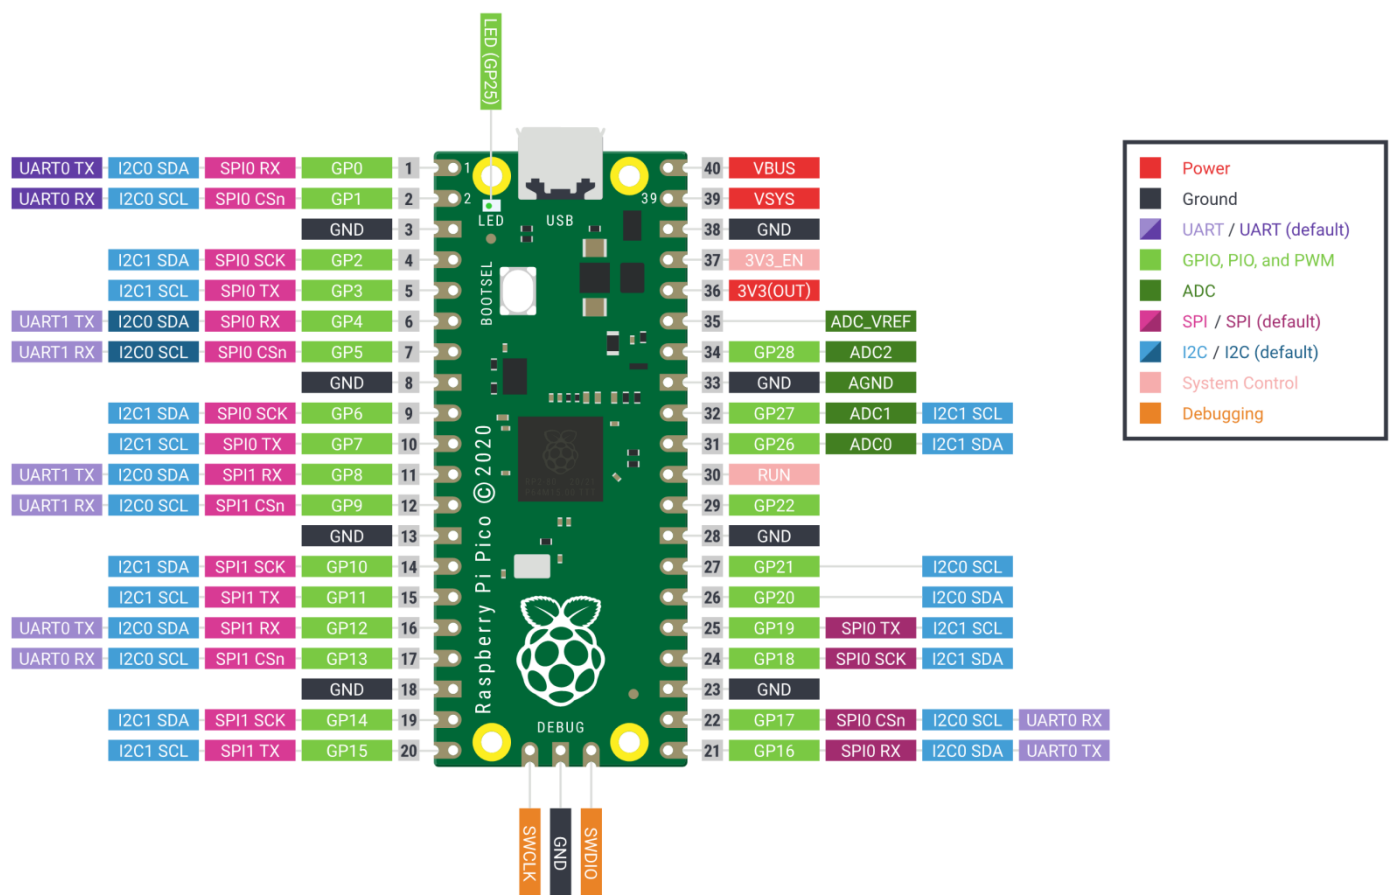 LED (GP25)
UART0 TX I2C0 SDA SPI0 RX GP0 1 1 40 VBUS
UART0 RX I2C0 SCL SPI0 CSn GP1 2 2 39 39 VSYS
LED USB
GND 3 38 GND
I2C1 SDA SPI0 SCK GP2 4 37 3V3_EN
I2C1 SCL SPI0 TX GP3 5 BOOTSEL 36 3V3(OUT)
UART1 TX I2C0 SDA SPI0 RX GP4 6 35 ADC_VREF
UART1 RX I2C0 SCL SPI0 CSn GP5 7 34 GP28 ADC2
GND 8 33 GND AGND
I2C1 SDA SPI0 SCK GP6 9 32 GP27 ADC1 I2C1 SCL
I2C1 SCL SPI0 TX GP7 10 31 GP26 ADC0 I2C1 SDA
UART1 TX I2C0 SDA SPI1 RX GP8 11 30 RUN
UART1 RX I2C0 SCL SPI1 CSn GP9 12 29 GP22
GND 13 28 GND
I2C1 SDA SPI1 SCK GP10 14 27 GP21 I2C0 SCL
I2C1 SCL SPI1 TX GP11 15 26 GP20 I2C0 SDA
UART0 TX I2C0 SDA SPI1 RX GP12 16 25 GP19 SPI0 TX I2C1 SCL
UART0 RX I2C0 SCL SPI1 CSn GP13 17 24 GP18 SPI0 SCK I2C1 SDA
GND 18 23 GND
I2C1 SDA SPI1 SCK GP14 19 22 GP17 SPI0 CSn I2C0 SCL UART0 RX
I2C1 SCL SPI1 TX GP15 20 21 GP16 SPI0 RX I2C0 SDA UART0 TX
Raspberry Pi Pico © 2020
DEBUG
SWCLK
GND
SWDIO
Power
Ground
UART / UART (default)
GPIO, PIO, and PWM
ADC
SPI / SPI (default)
I2C / I2C (default)
System Control
Debugging